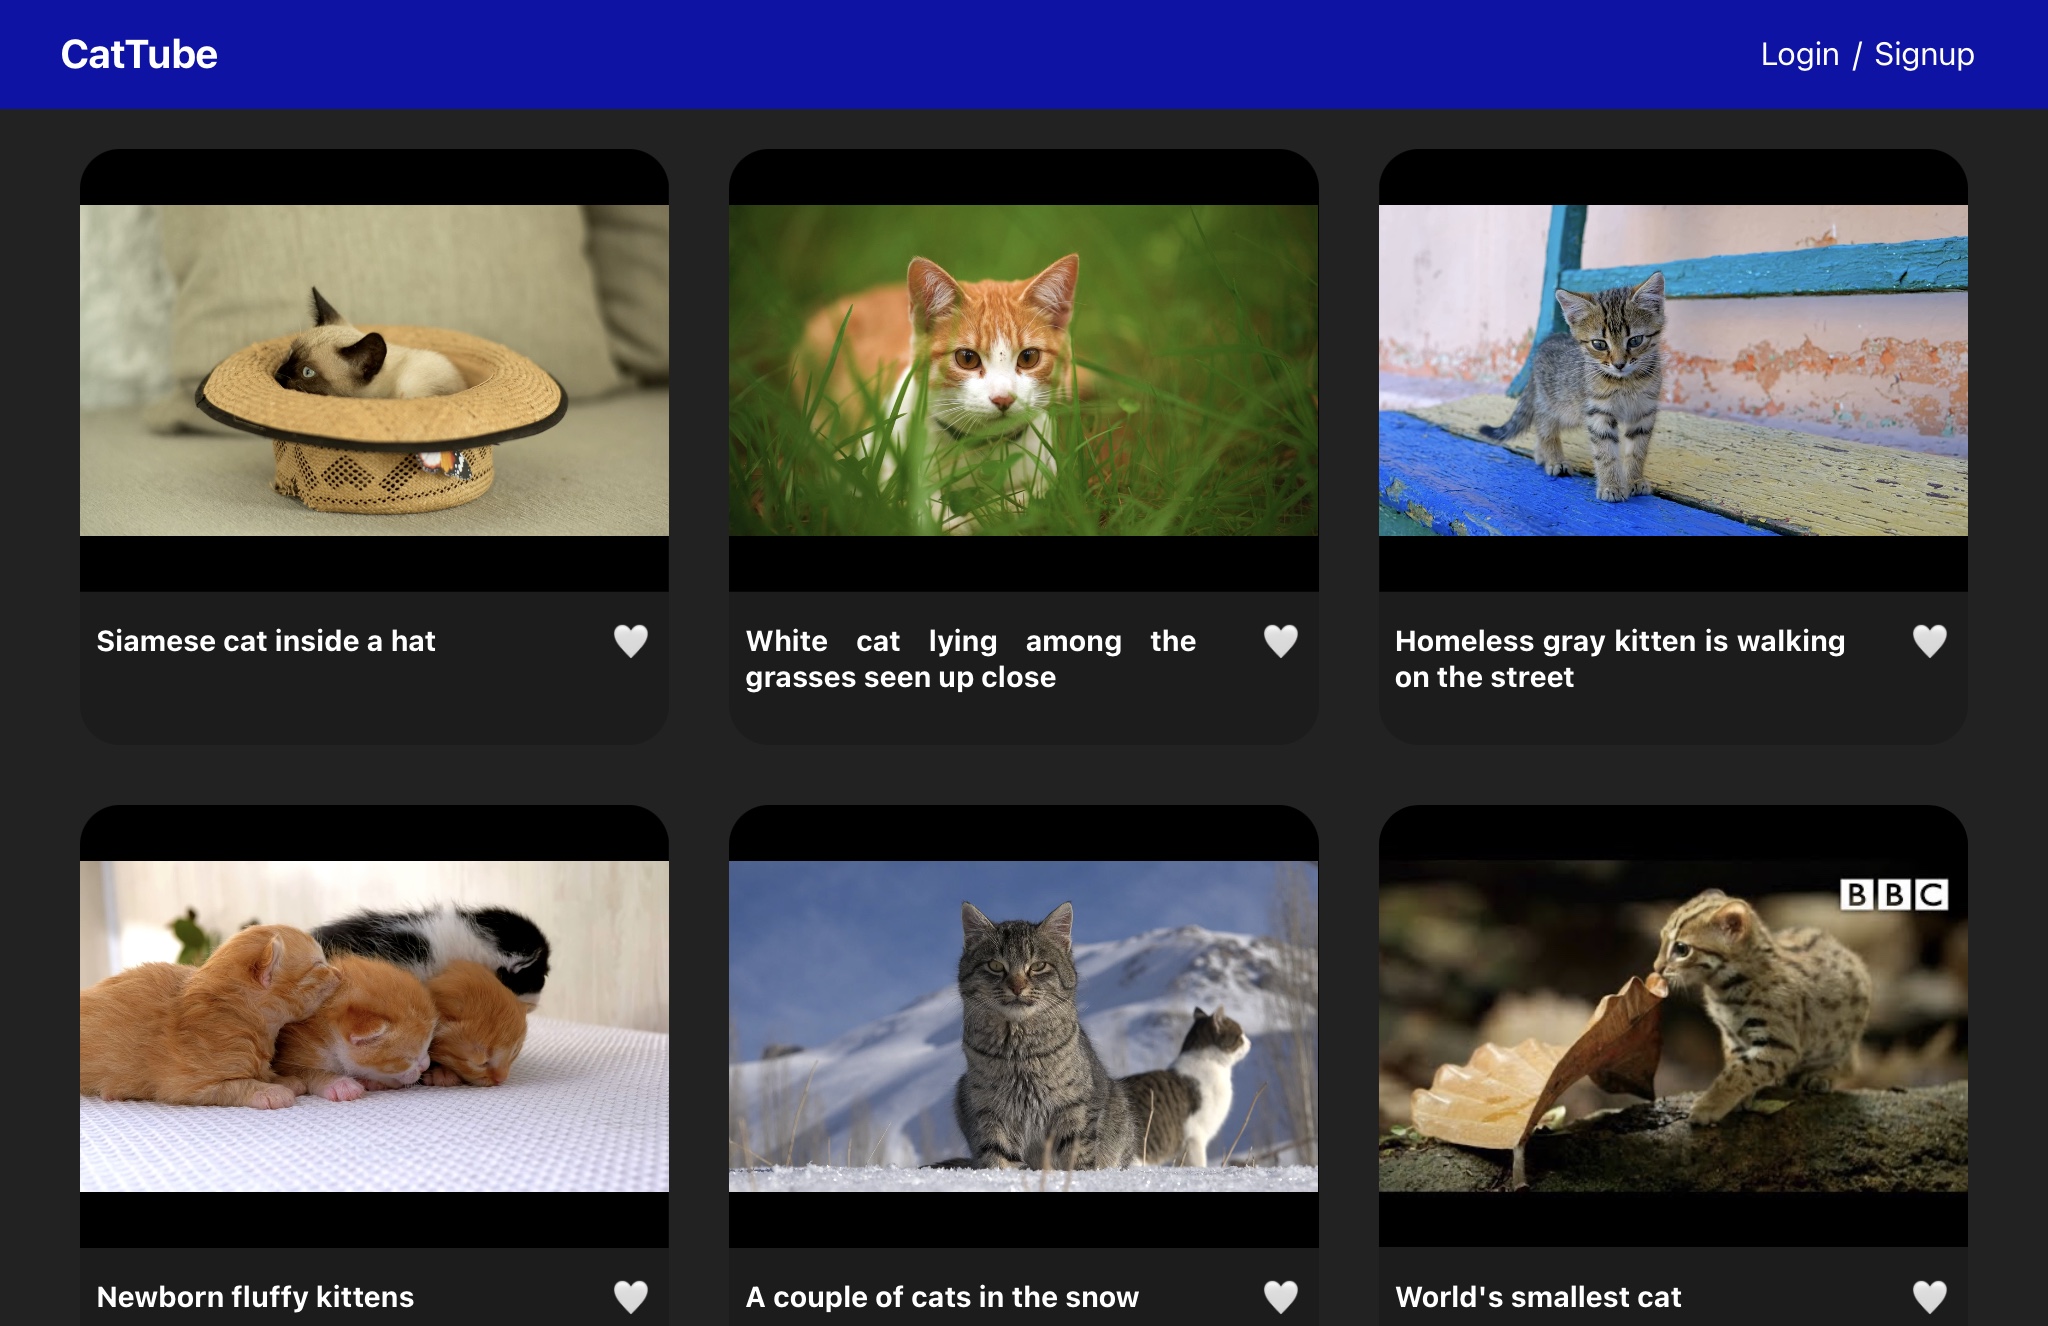 CatTube
Login / Signup
Siamese cat inside a hat
White cat lying among the
grasses seen up close
Homeless gray kitten is walking
on the street
BBC
Newborn fluffy kittens
A couple of cats in the snow
World's smallest cat